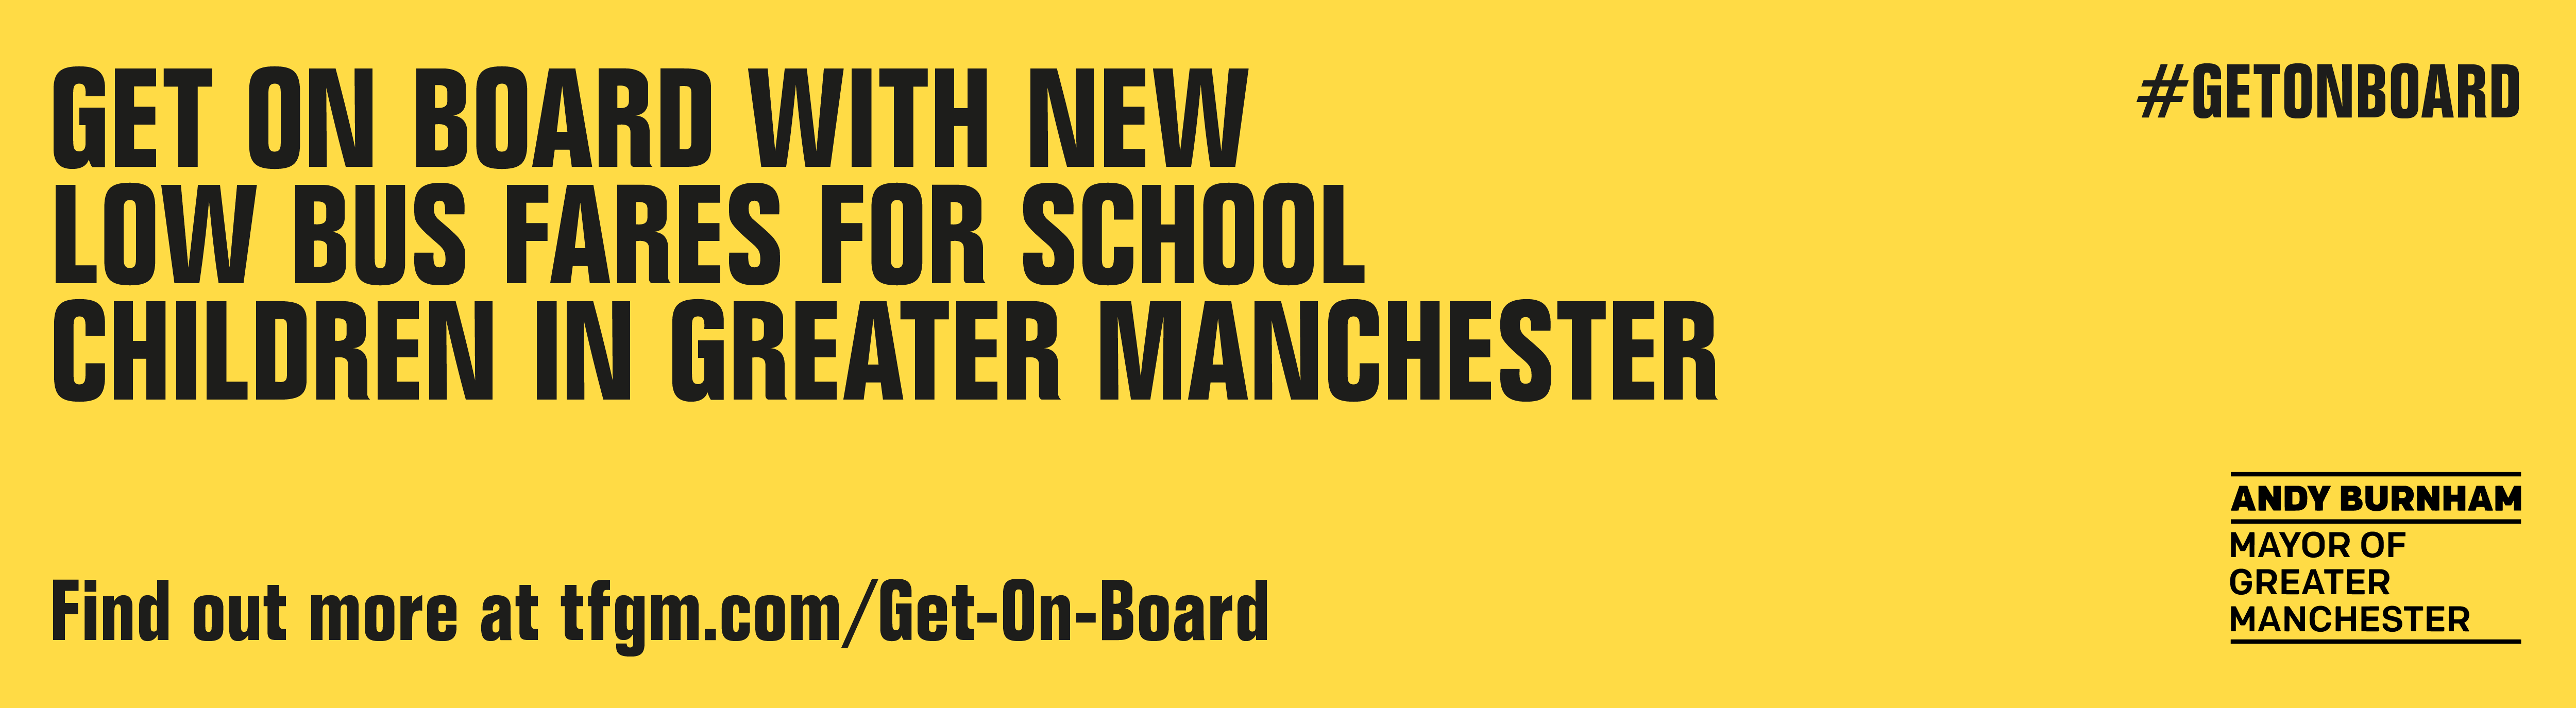 GET ON BOARD WITH NEW
LOW BUS FARES FOR SCHOOL
CHILDREN IN GREATER MANCHESTER
Find out more at tfgm.com/Get-On-Board
#GETONBOARD
ANDY BURNHAM
MAYOR OF
GREATER
MANCHESTER